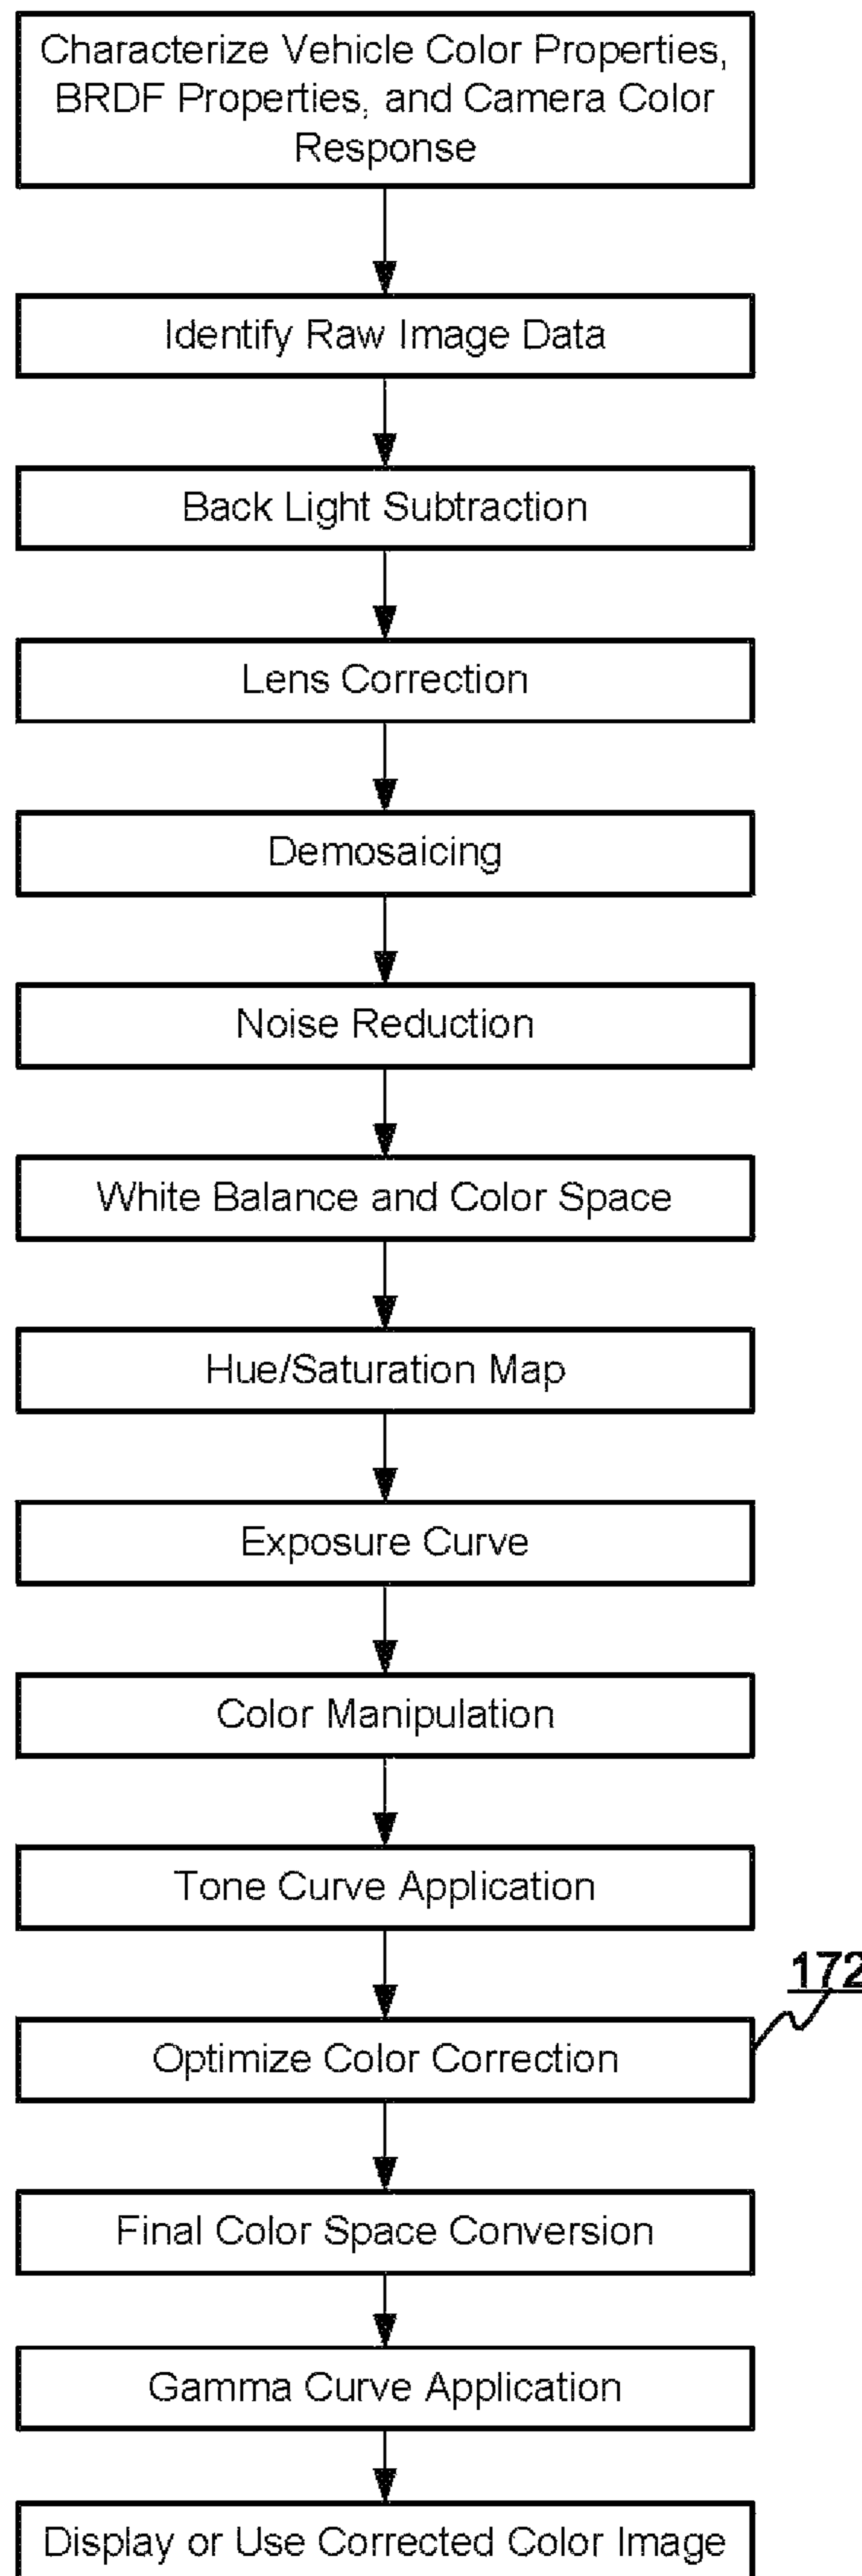 Characterize Vehicle Color Properties,
BRDF Properties, and Camera Color
Response
Identify Raw Image Data
Back Light Subtraction
Lens Correction
Demosaicing
Noise Reduction
White Balance and Color Space
Hue/Saturation Map
Exposure Curve
Color Manipulation
Tone Curve Application
172
Optimize Color Correction
Final Color Space Conversion
Gamma Curve Application
Display or Use Corrected Color Image